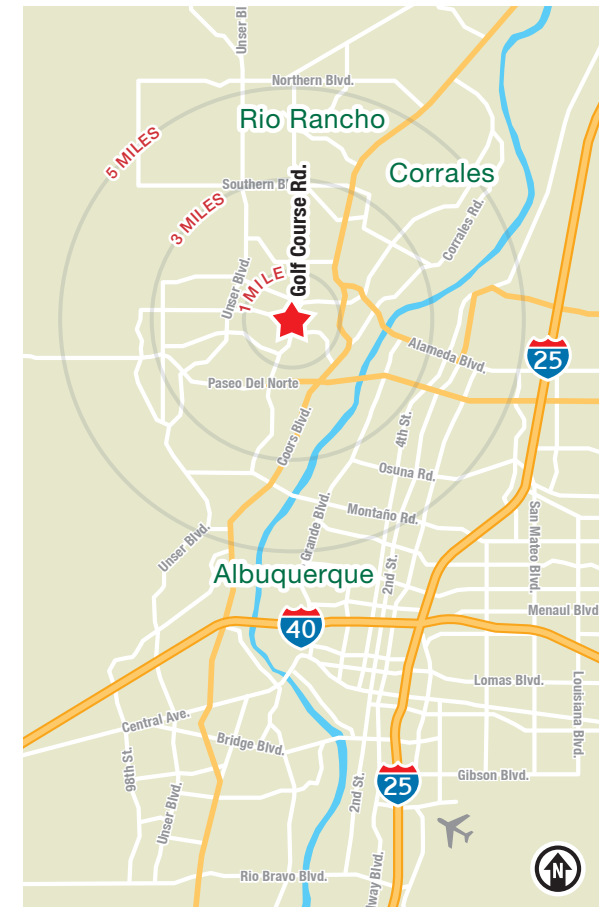 Unser Bl
Northern Blvd.
Rio Rancho
5 MILES
Corrales
Southern B
Golf Course Rd.
3 MILES
Corrales Rd.
Unser Blvd.
1 MILE
Alameda Blvd.
25
Paseo Del Norte
Coors Blvd.
4th St.
Osuna Rd.
Grande Blvd.
Montaño Rd.
San Mateo Blvd.
Unser Blvd.
2nd St.
Albuquerque
Menaul Blvd
40
Lomas Blvd.
Louisiana Blvd.
Central Ave.
Bridge Blvd.
98th St.
Unser Blvd.
2nd St.
25
Gibson Blvd.
Rio Bravo Blvd.
dway Blvd.
N